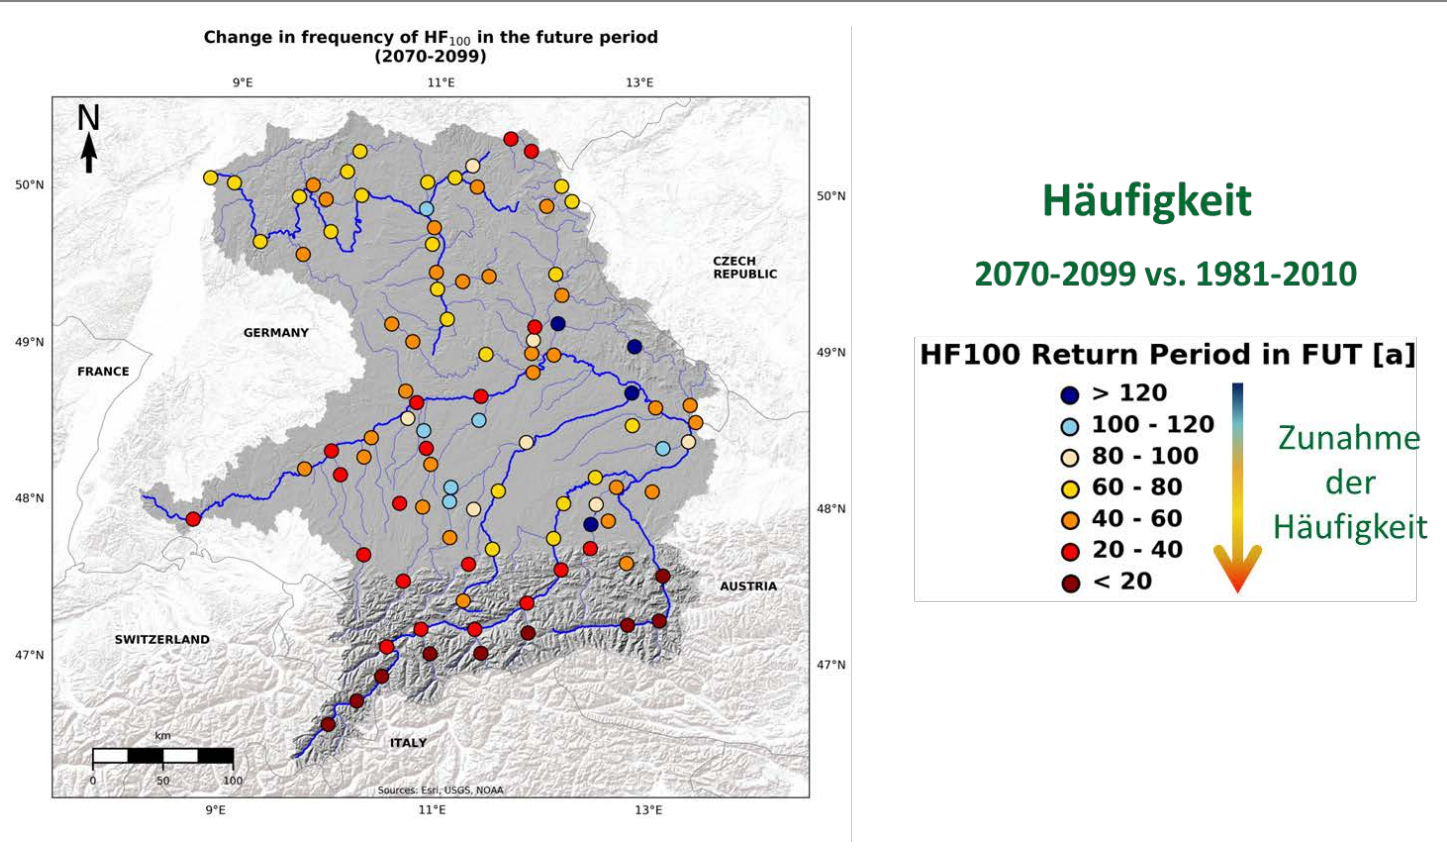 Change in frequency of HF100 in the future period
(2070-2099)
9°E 11°E 13°E
N
50°N
50°N
CZECH
REPUBLIC
GERMANY
49°N
49°N
FRANCE
48°N
48°N
AUSTRIA
SWITZERLAND
47°N
47°N
ITALY
km
0 50 100
Sources: Esri, USGS, NOAA
9°E 11°E 13°E
Häufigkeit
2070-2099 vs. 1981-2010
HF100 Return Period in FUT [a]
> 120
100 - 120
80 - 100
60 - 80
40 - 60
20 - 40
< 20
Zunahme
der
Häufigkeit